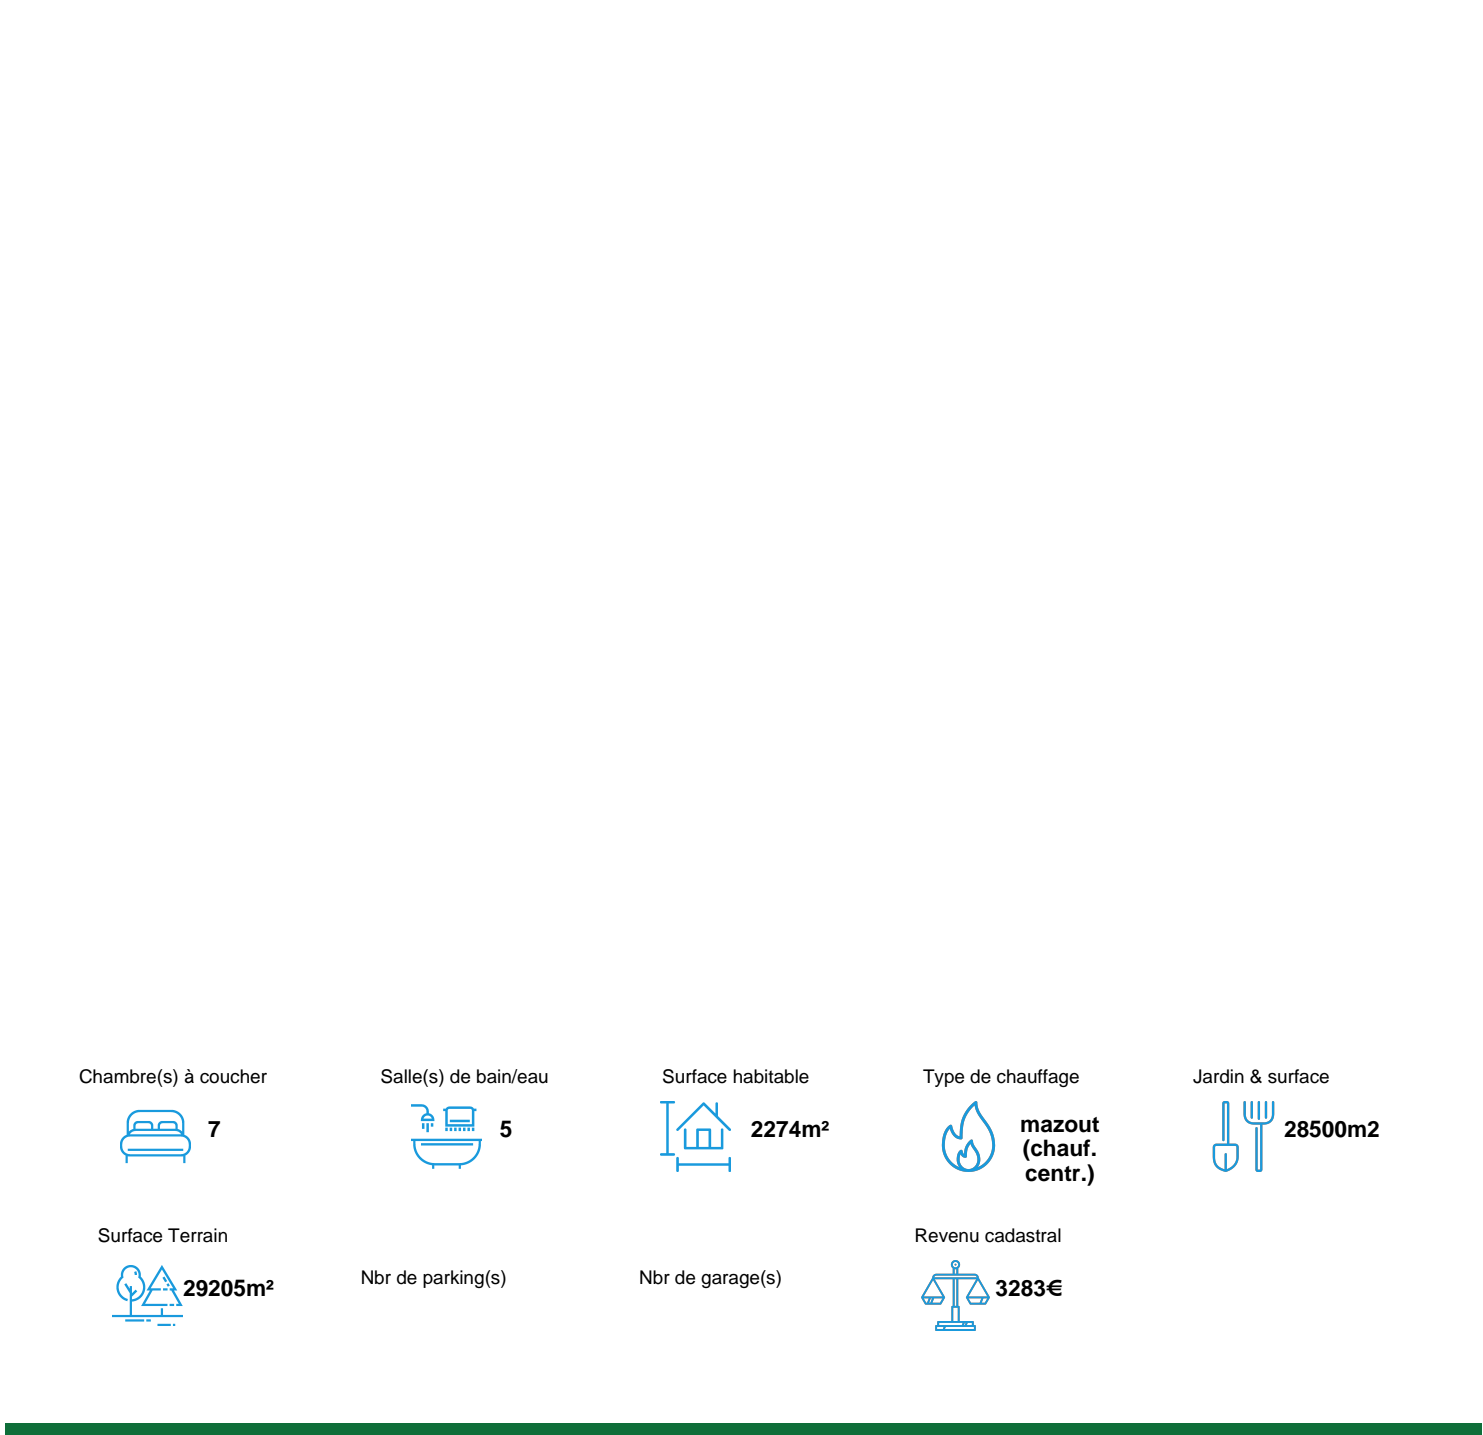 Chambre(s) à coucher
7
Salle(s) de bain/eau
5
Surface habitable
2274m²
Type de chauffage
mazout
(chauf.
centr.)
Jardin & surface
28500m2
Surface Terrain
29205m²
Nbr de parking(s)
Nbr de garage(s)
Revenu cadastral
3283€